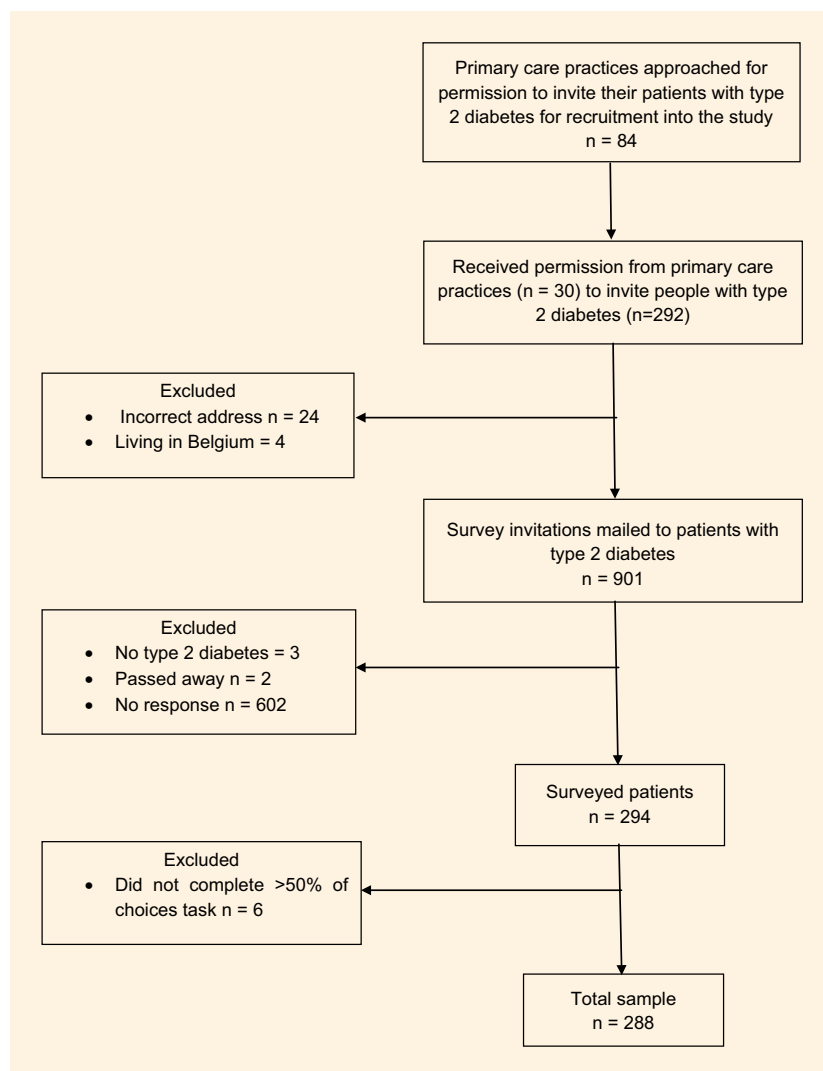 Primary care practices approached for
permission to invite their patients with type
2 diabetes for recruitment into the study
n = 84
Received permission from primary care
practices (n = 30) to invite people with type
2 diabetes (n=292)
Excluded
• Incorrect address n = 24
• Living in Belgium = 4
Survey invitations mailed to patients with
type 2 diabetes
n = 901
Excluded
• No type 2 diabetes = 3
• Passed away n = 2
• No response n = 602
Surveyed patients
n = 294
Excluded
• Did not complete >50% of
choices task n = 6
Total sample
n = 288